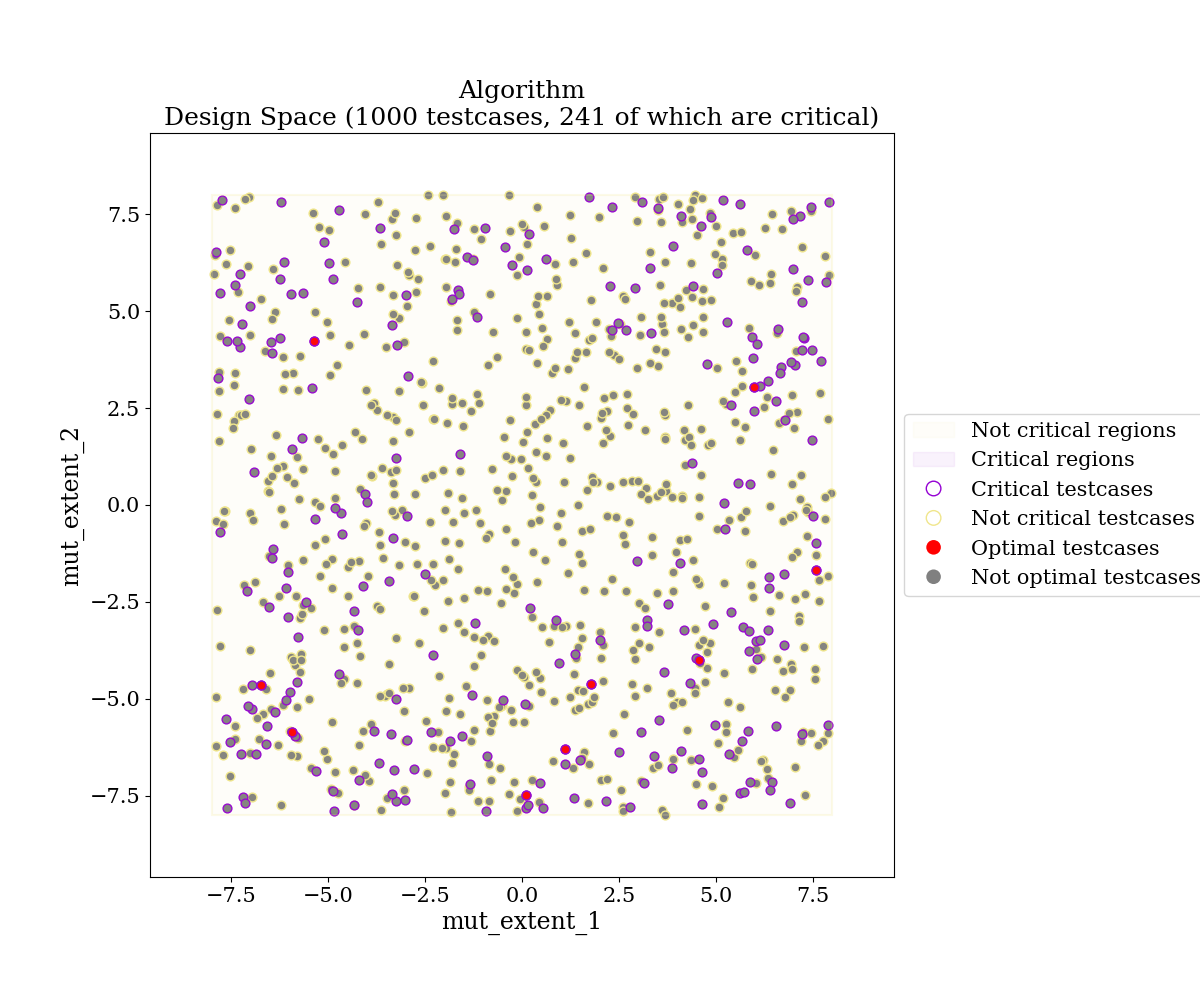 Algorithm
Design Space (1000 testcases, 241 of which are critical)
7.5
5.0
2.5
0.0
−2.5
−5.0
−7.5
mut_extent_2
−7.5 −5.0 −2.5 0.0 2.5 5.0 7.5
mut_extent_1
Not critical regions
Critical regions
Critical testcases
Not critical testcases
Optimal testcases
Not optimal testcases